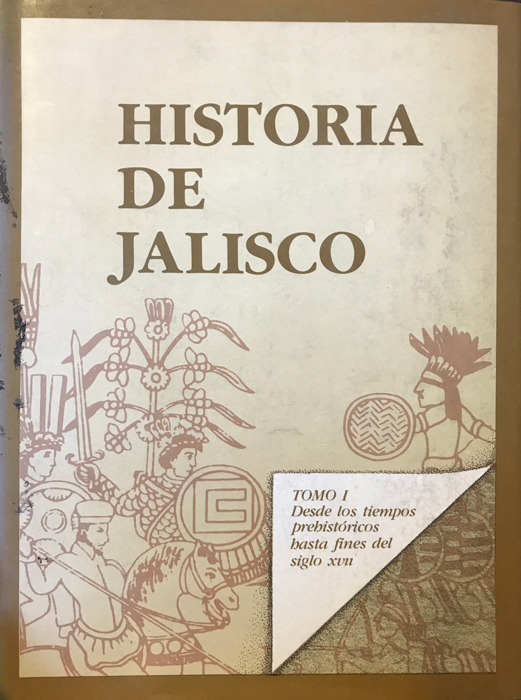 HISTORIA
DE
JALISCO
TOMO I
Desde los tiempos
prehistóricos
hasta fines del
siglo XVII